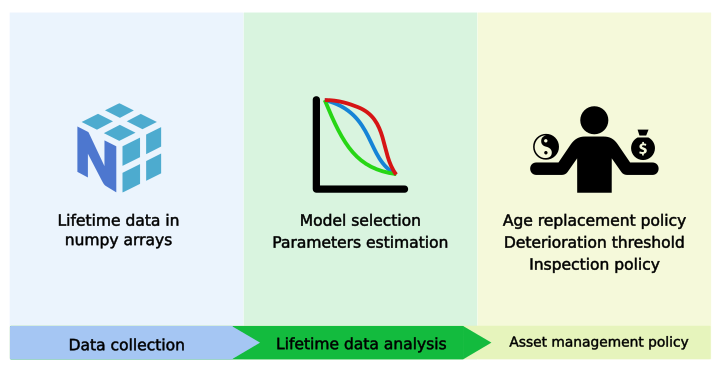 Lifetime data in
numpy arrays
Model selection
Parameters estimation
Age replacement policy
Deterioration threshold
Inspection policy
Data collection
Lifetime data analysis
Asset management policy
N
$